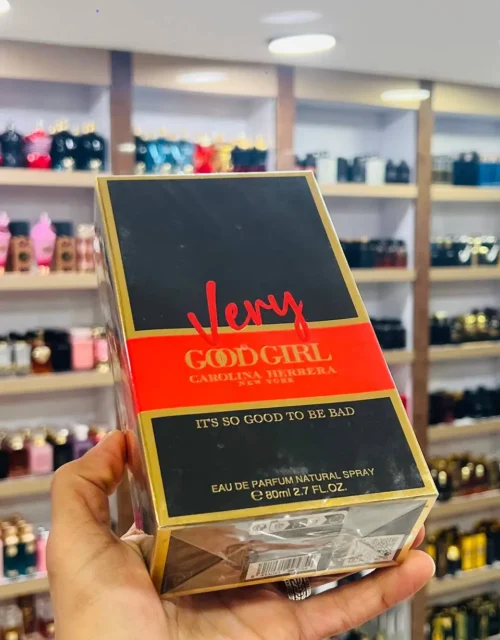 Very
GOOD GIRL
CAROLINA HERRERA
NEW YORK
IT'S SO GOOD TO BE BAD
EAU DE PARFUM NATURAL SPRAY
℮ 80ml 2.7 FL.OZ.